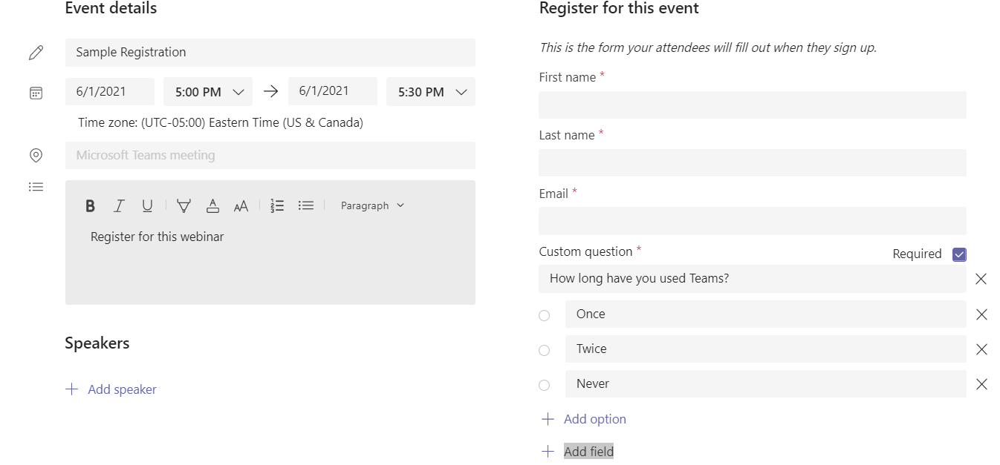 Event details
Sample Registration
6/1/2021 5:00 PM 6/1/2021 5:30 PM
Time zone: (UTC-05:00) Eastern Time (US & Canada)
Microsoft Teams meeting
B I U A AA Paragraph
Register for this webinar
Speakers
Add speaker
Register for this event
This is the form your attendees will fill out when they sign up.
First name *
Last name *
Email *
Custom question * Required
How long have you used Teams?
Once
Twice
Never
Add option
Add field